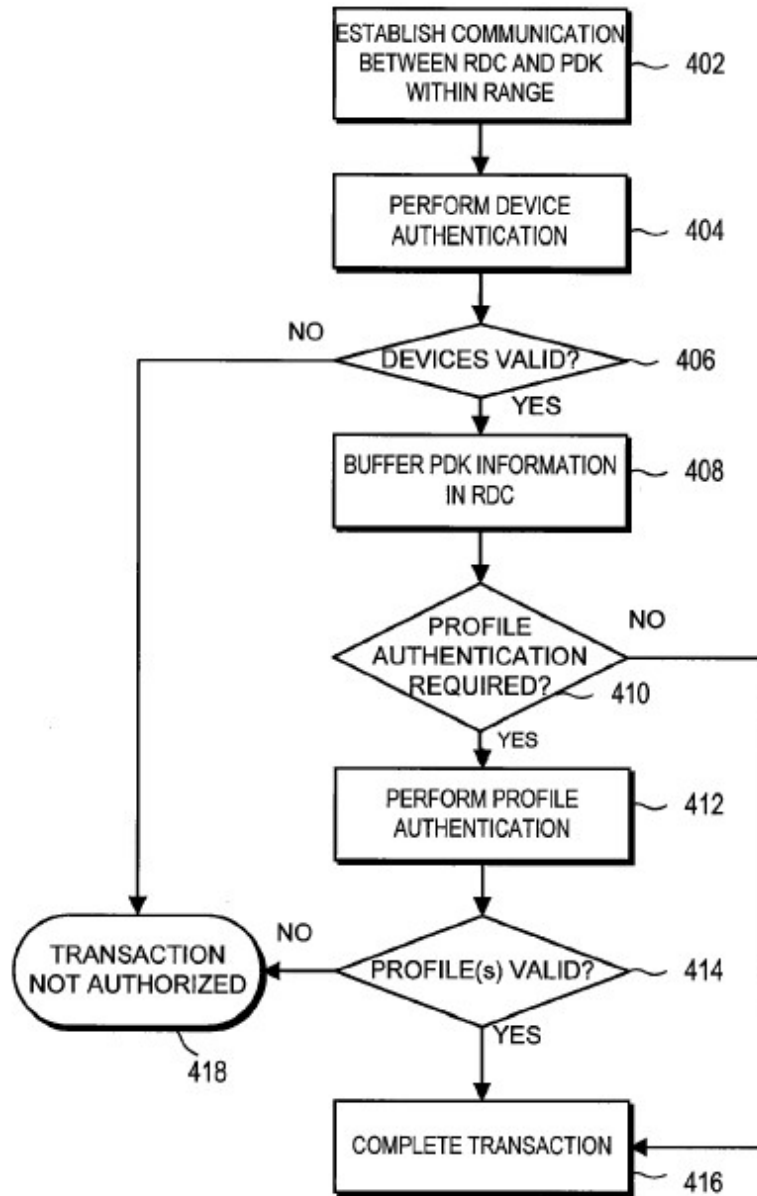 ESTABLISH COMMUNICATION
BETWEEN RDC AND PDK
WITHIN RANGE
402
PERFORM DEVICE
AUTHENTICATION
404
NO
DEVICES VALID?
406
YES
BUFFER PDK INFORMATION
IN RDC
408
PROFILE
AUTHENTICATION
REQUIRED?
NO
410
YES
PERFORM PROFILE
AUTHENTICATION
412
TRANSACTION
NOT AUTHORIZED
NO
PROFILE(s) VALID?
414
418
YES
COMPLETE TRANSACTION
416